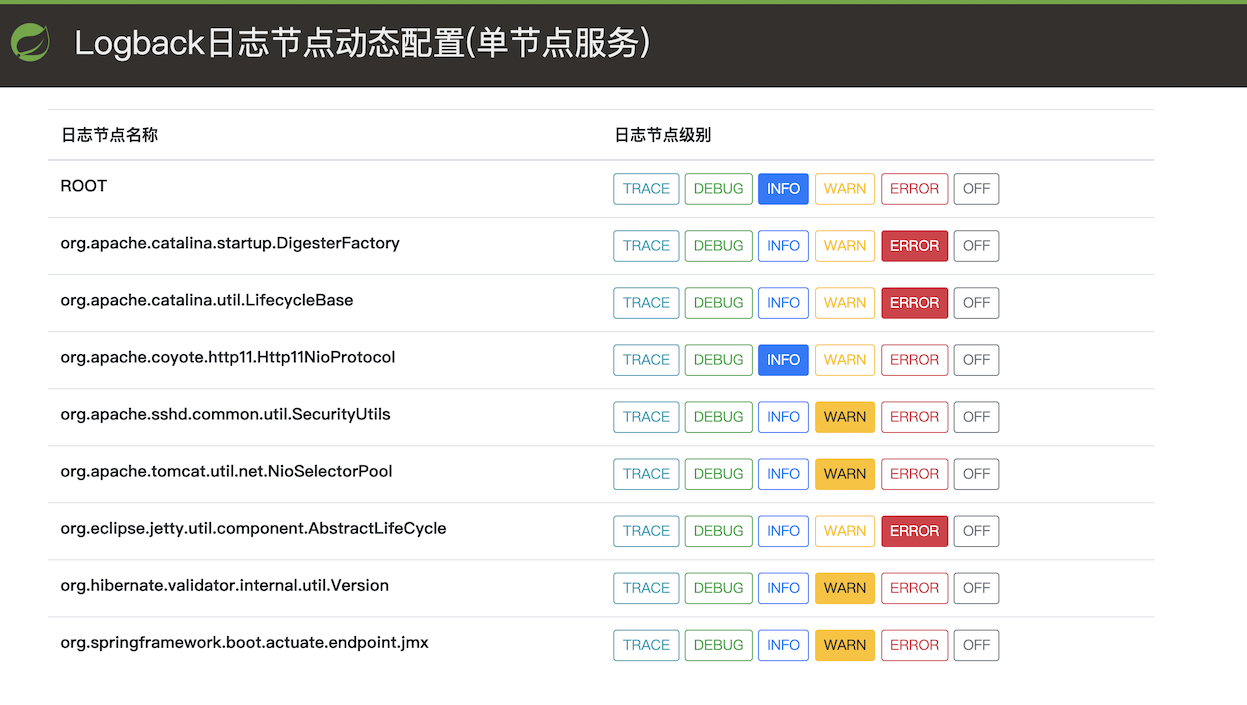 Logback日志节点动态配置(单节点服务)
日志节点名称 日志节点级别
ROOT TRACE DEBUG INFO WARN ERROR OFF
org.apache.catalina.startup.DigesterFactory TRACE DEBUG INFO WARN ERROR OFF
org.apache.catalina.util.LifecycleBase TRACE DEBUG INFO WARN ERROR OFF
org.apache.coyote.http11.Http11NioProtocol TRACE DEBUG INFO WARN ERROR OFF
org.apache.sshd.common.util.SecurityUtils TRACE DEBUG INFO WARN ERROR OFF
org.apache.tomcat.util.net.NioSelectorPool TRACE DEBUG INFO WARN ERROR OFF
org.eclipse.jetty.util.component.AbstractLifeCycle TRACE DEBUG INFO WARN ERROR OFF
org.hibernate.validator.internal.util.Version TRACE DEBUG INFO WARN ERROR OFF
org.springframework.boot.actuate.endpoint.jmx TRACE DEBUG INFO WARN ERROR OFF